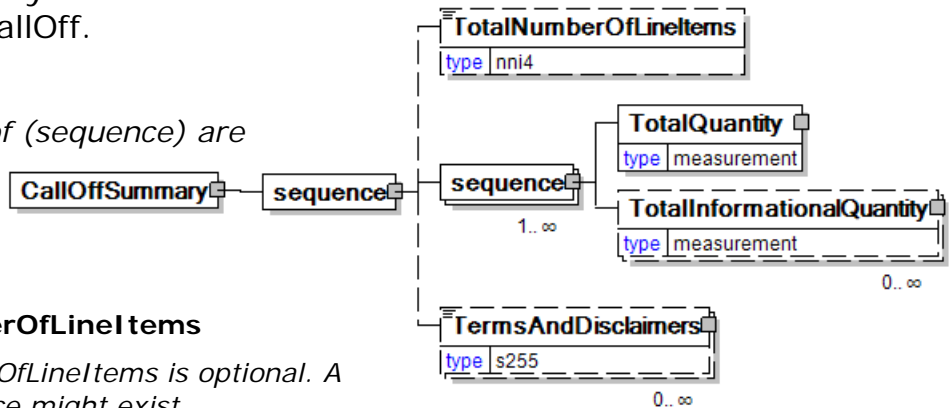 allOff.
of (sequence) are
erOfLineItems
OfLineItems is optional. A
TotalNumberOfLineItems
type nni4
CallOffSummary
sequence
sequence
1.. ∞
TotalQuantity
type measurement
TotalInformationalQuantity
type measurement
0.. ∞
TermsAndDisclaimers
type s255
0.. ∞